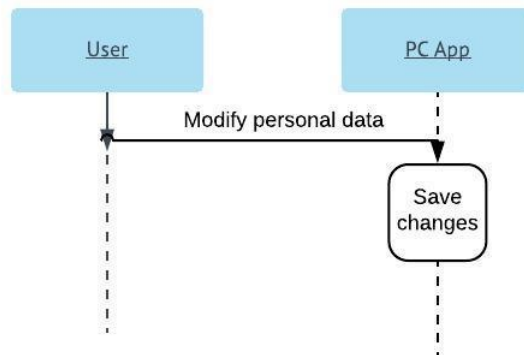 User
PC App
Modify personal data
Save
changes